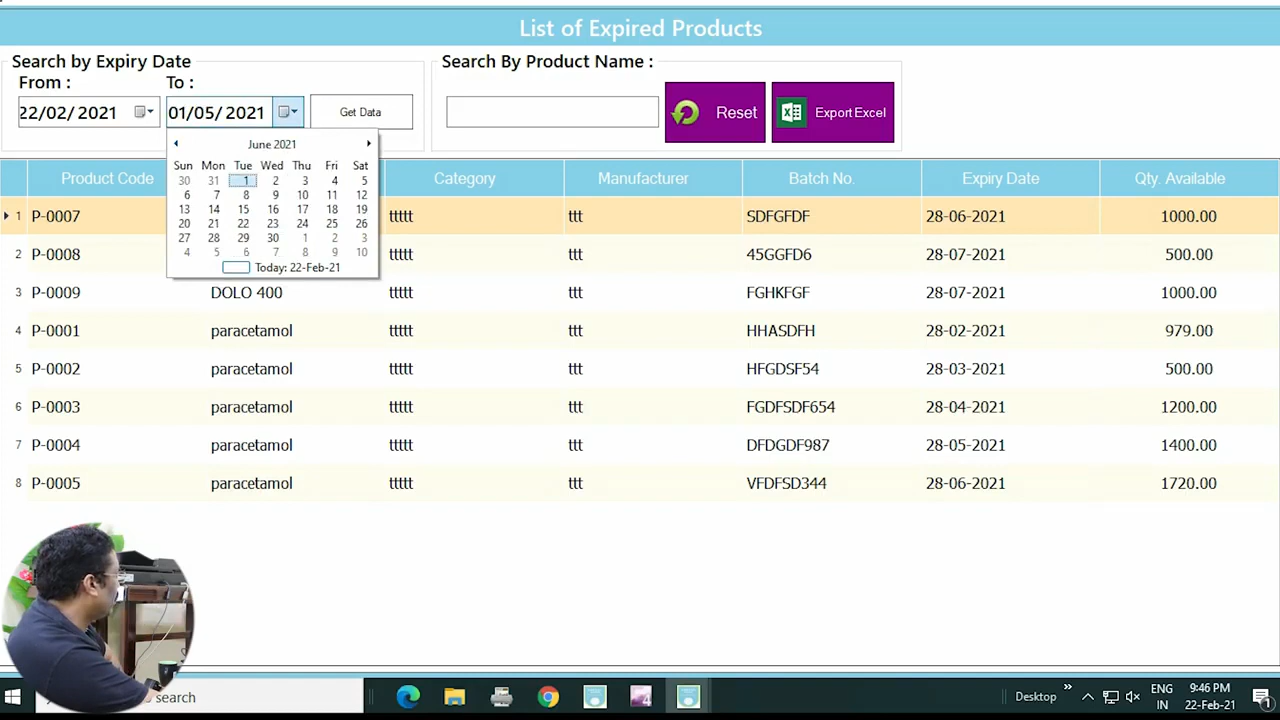 List of Expired Products
Search by Expiry Date
From :
To :
22/02/ 2021
01/05/ 2021
Get Data
Search By Product Name :
Reset
Export Excel
June 2021
Sun Mon Tue Wed Thu Fri Sat
30 31 1 2 3 4 5
6 7 8 9 10 11 12
13 14 15 16 17 18 19
20 21 22 23 24 25 26
27 28 29 30 1 2 3
4 5 6 7 8 9 10
Today: 22-Feb-21
Product Code Category Manufacturer Batch No. Expiry Date Qty. Available
1 P-0007 ttttt ttt SDFGFDF 28-06-2021 1000.00
2 P-0008 ttttt ttt 45GGFD6 28-07-2021 500.00
3 P-0009 DOLO 400 ttttt ttt FGHKFGF 28-07-2021 1000.00
4 P-0001 paracetamol ttttt ttt HHASDFH 28-02-2021 979.00
5 P-0002 paracetamol ttttt ttt HFGDSF54 28-03-2021 500.00
6 P-0003 paracetamol ttttt ttt FGDFSDF654 28-04-2021 1200.00
7 P-0004 paracetamol ttttt ttt DFDGDF987 28-05-2021 1400.00
8 P-0005 paracetamol ttttt ttt VFDFSD344 28-06-2021 1720.00
search
4
Desktop
ENG
IN
9:46 PM
22-Feb-21
1